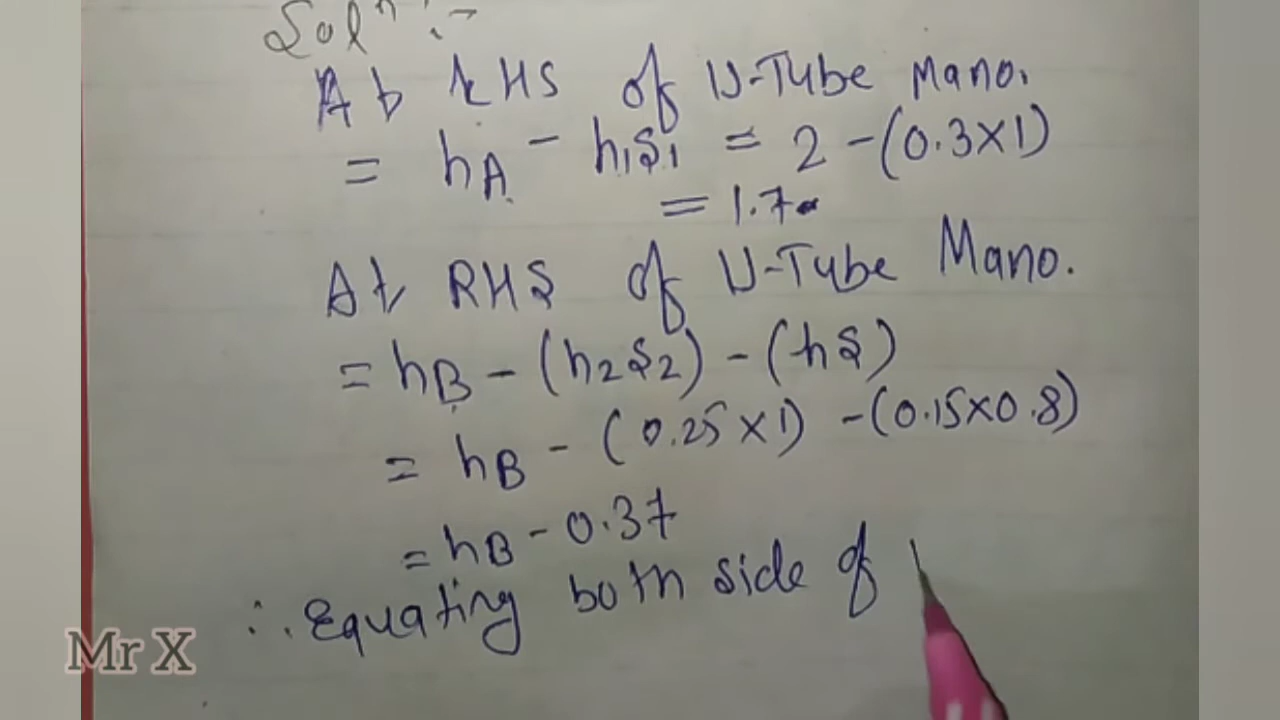 Solⁿ :-
At LHS of U-Tube Mano.
= hA - h₁S₁ = 2 - (0.3×1)
= 1.7
At RHS of U-Tube Mano.
= hB - (h₂S₂) - (hS)
= hB - (0.25×1) - (0.15×0.8)
= hB - 0.37
∴ Equating both side of
Mr X